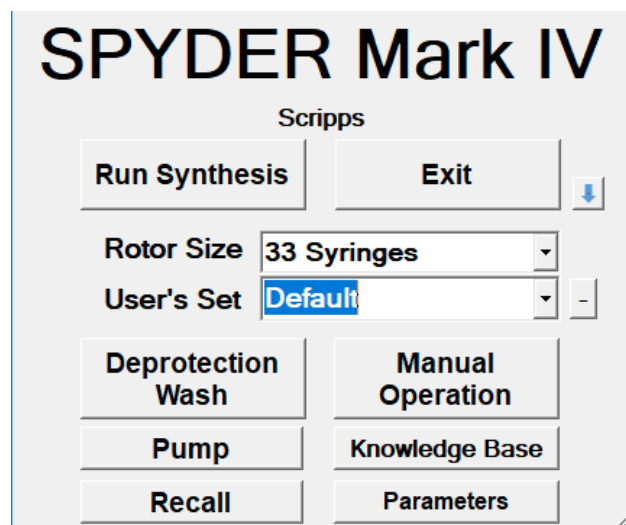 SPYDER Mark IV
Scripps
Run Synthesis Exit
Rotor Size 33 Syringes
User's Set Default -
Deprotection Manual
Wash Operation
Pump Knowledge Base
Recall Parameters